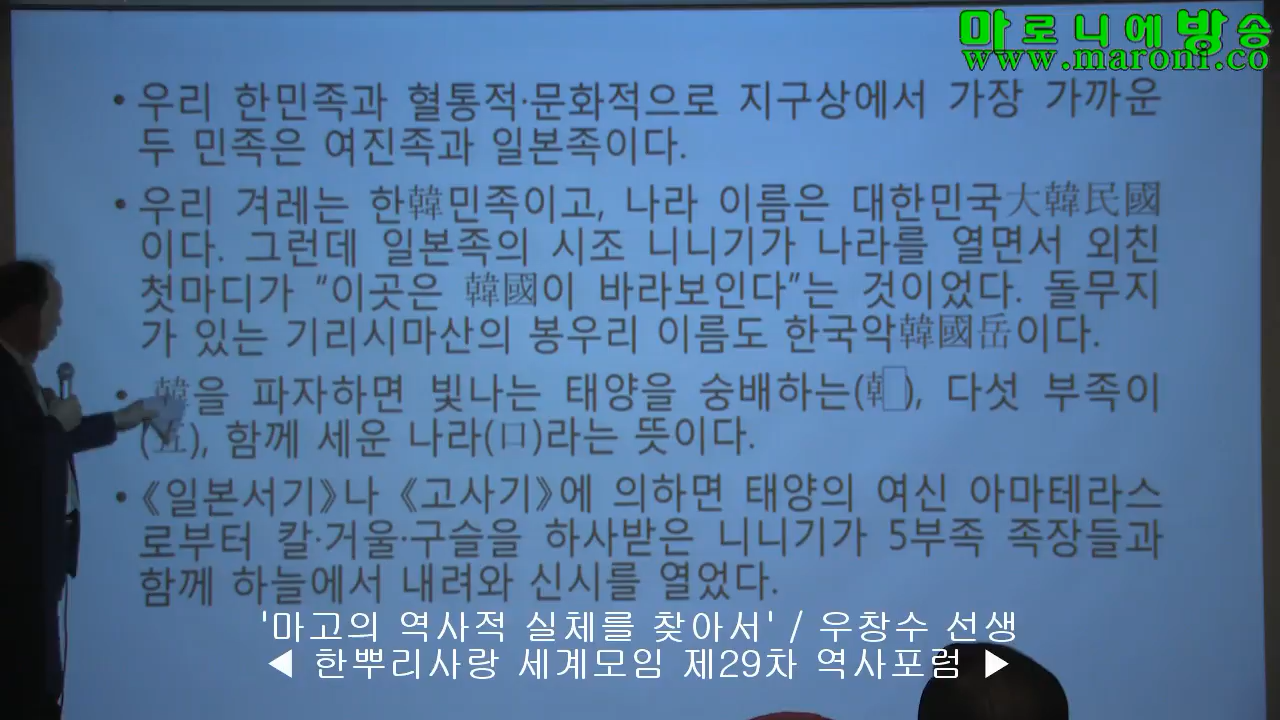 마로니에방송
www.maroni.co
• 우리 한민족과 혈통적·문화적으로 지구상에서 가장 가까운
두 민족은 여진족과 일본족이다.
• 우리 겨레는 한韓민족이고, 나라 이름은 대한민국大韓民國
이다. 그런데 일본족의 시조 니니기가 나라를 열면서 외친
첫마디가 “이곳은 韓國이 바라보인다”는 것이었다. 돌무지
가 있는 기리시마산의 봉우리 이름도 한국악韓國岳이다.
• 韓을 파자하면 빛나는 태양을 숭배하는(), 다섯 부족이
(五), 함께 세운 나라(口)라는 뜻이다.
• 《일본서기》나 《고사기》에 의하면 태양의 여신 아마테라스
로부터 칼·거울·구슬을 하사받은 니니기가 5부족 족장들과
함께 하늘에서 내려와 신시를 열었다.
'마고의 역사적 실체를 찾아서' / 우창수 선생
◀ 한뿌리사랑 세계모임 제29차 역사포럼 ▶